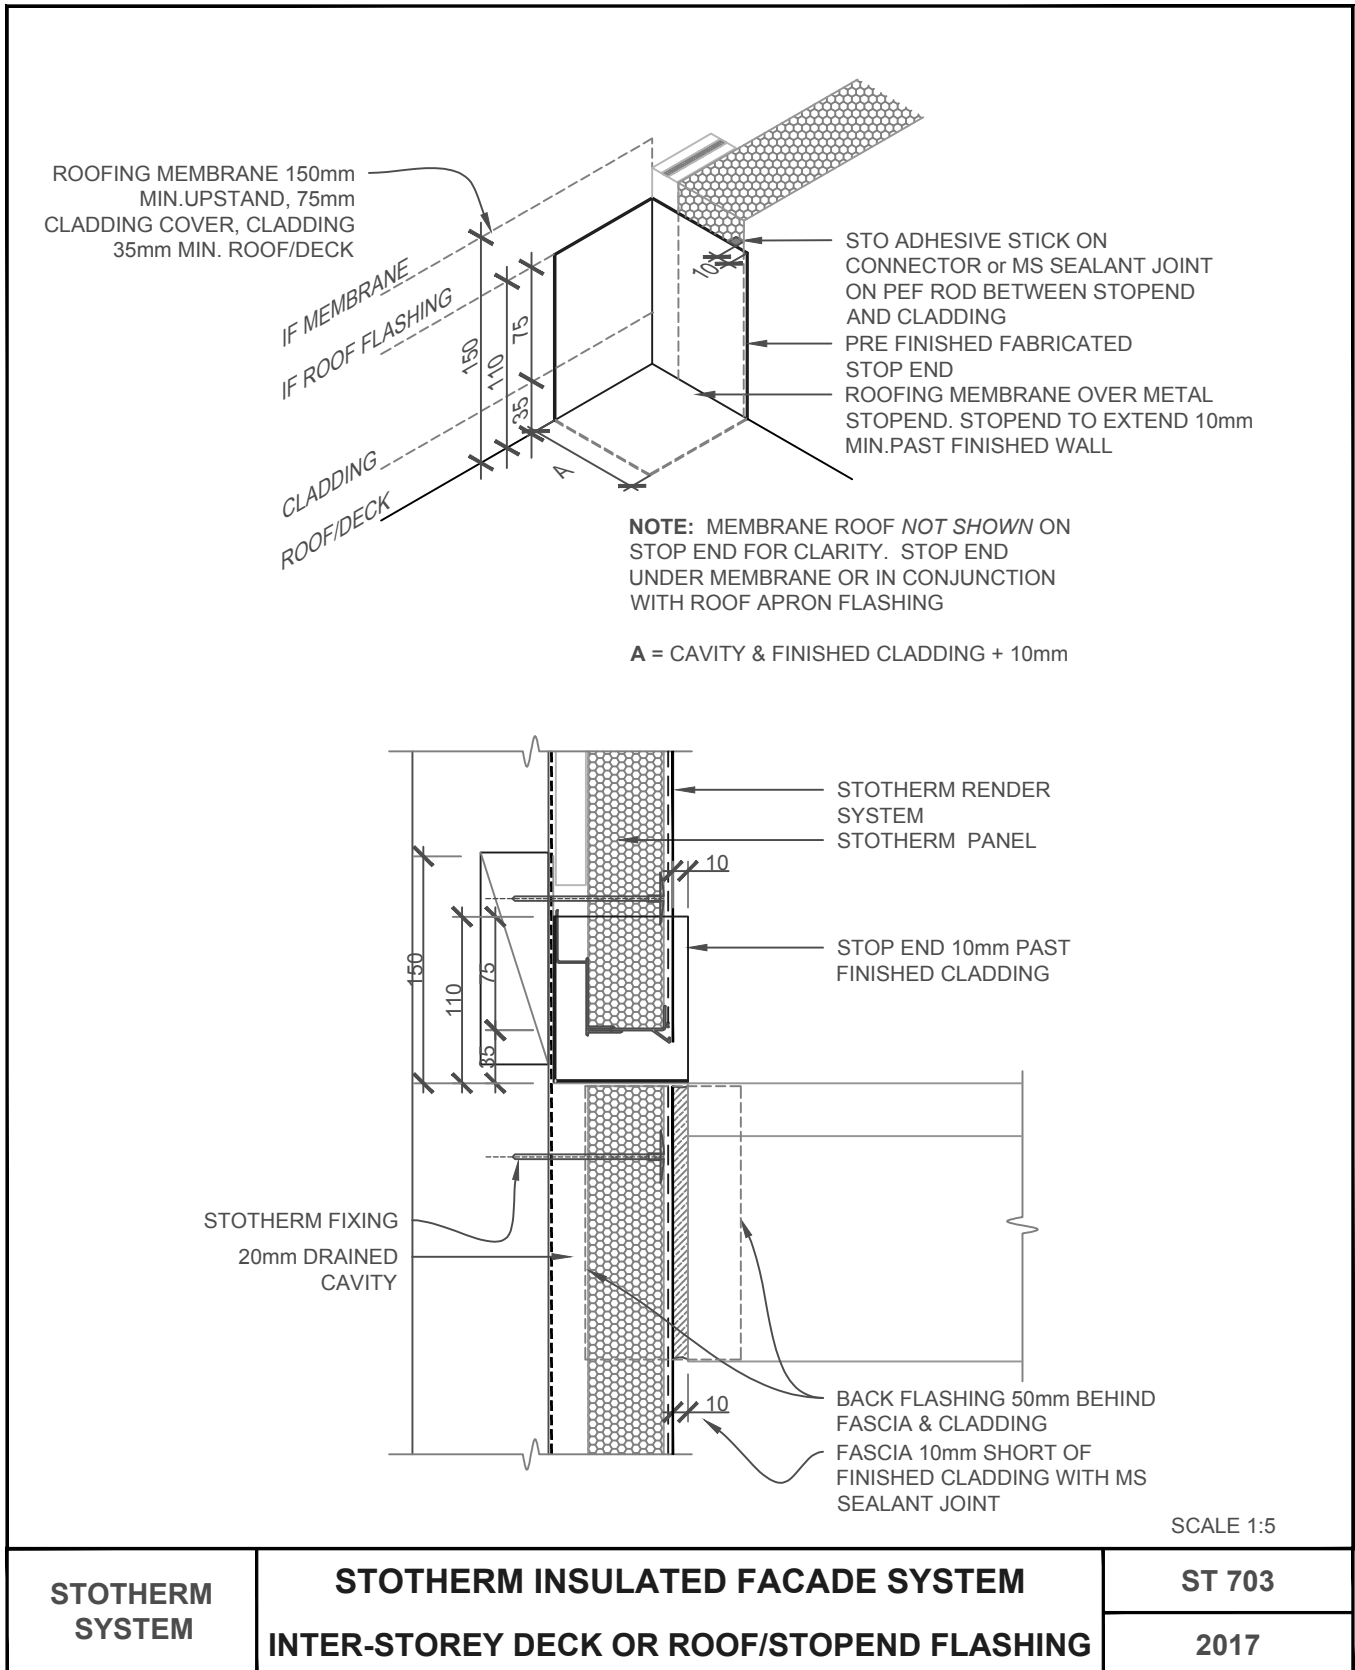 ROOFING MEMBRANE 150mm
MIN.UPSTAND, 75mm
CLADDING COVER, CLADDING
35mm MIN. ROOF/DECK
IF MEMBRANE
IF ROOF FLASHING
CLADDING
ROOF/DECK
150
110
75
35
A
10
STO ADHESIVE STICK ON
CONNECTOR or MS SEALANT JOINT
ON PEF ROD BETWEEN STOPEND
AND CLADDING
PRE FINISHED FABRICATED
STOP END
ROOFING MEMBRANE OVER METAL
STOPEND. STOPEND TO EXTEND 10mm
MIN.PAST FINISHED WALL
NOTE: MEMBRANE ROOF NOT SHOWN ON
STOP END FOR CLARITY. STOP END
UNDER MEMBRANE OR IN CONJUNCTION
WITH ROOF APRON FLASHING
A = CAVITY & FINISHED CLADDING + 10mm
STOTHERM RENDER
SYSTEM
STOTHERM PANEL
10
STOP END 10mm PAST
FINISHED CLADDING
150
110
75
35
STOTHERM FIXING
20mm DRAINED
CAVITY
10
BACK FLASHING 50mm BEHIND
FASCIA & CLADDING
FASCIA 10mm SHORT OF
FINISHED CLADDING WITH MS
SEALANT JOINT
SCALE 1:5
STOTHERM
SYSTEM
STOTHERM INSULATED FACADE SYSTEM
INTER-STOREY DECK OR ROOF/STOPEND FLASHING
ST 703
2017